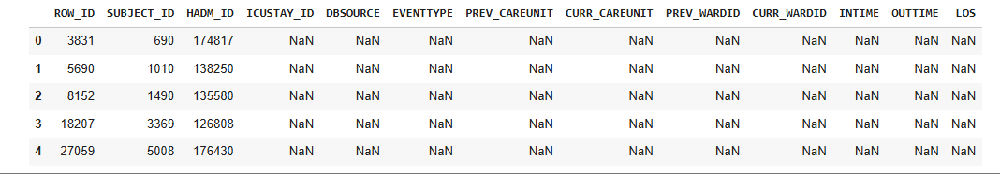 ROW_ID SUBJECT_ID HADM_ID ICUSTAY_ID DBSOURCE EVENTTYPE PREV_CAREUNIT CURR_CAREUNIT PREV_WARDID CURR_WARDID INTIME OUTTIME LOS
0 3831 690 174817 NaN NaN NaN NaN NaN NaN NaN NaN NaN NaN
1 5690 1010 138250 NaN NaN NaN NaN NaN NaN NaN NaN NaN NaN
2 8152 1490 135580 NaN NaN NaN NaN NaN NaN NaN NaN NaN NaN
3 18207 3369 126808 NaN NaN NaN NaN NaN NaN NaN NaN NaN NaN
4 27059 5008 176430 NaN NaN NaN NaN NaN NaN NaN NaN NaN NaN